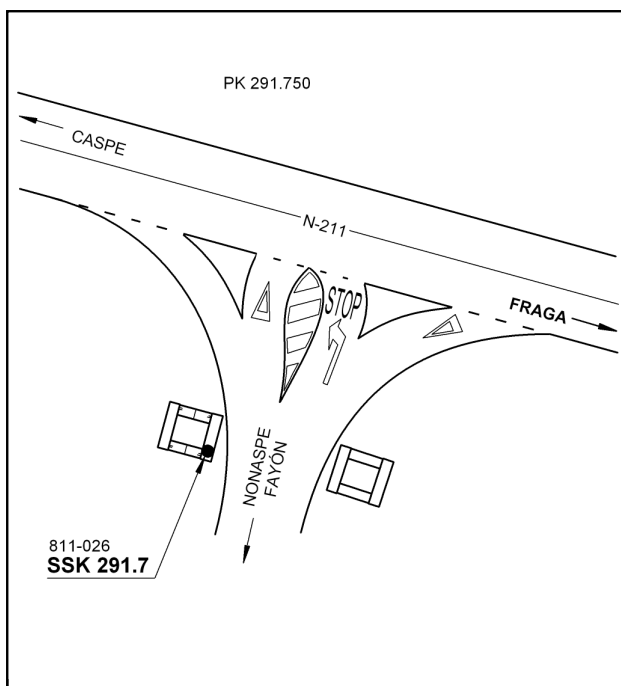 PK 291.750
CASPE
N-211
STOP
FRAGA
NONASPE
FAYÓN
811-026
SSK 291.7